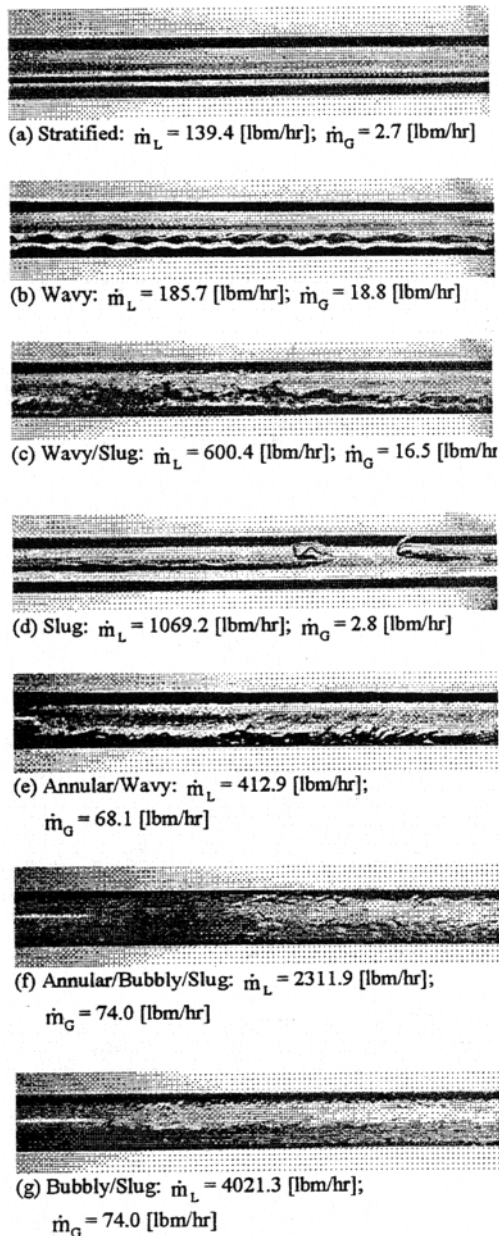 (a) Stratified: ṁL = 139.4 [lbm/hr]; ṁG = 2.7 [lbm/hr]
(b) Wavy: ṁL = 185.7 [lbm/hr]; ṁG = 18.8 [lbm/hr]
(c) Wavy/Slug: ṁL = 600.4 [lbm/hr]; ṁG = 16.5 [lbm/hr
(d) Slug: ṁL = 1069.2 [lbm/hr]; ṁG = 2.8 [lbm/hr]
(e) Annular/Wavy: ṁL = 412.9 [lbm/hr];
ṁG = 68.1 [lbm/hr]
(f) Annular/Bubbly/Slug: ṁL = 2311.9 [lbm/hr];
ṁG = 74.0 [lbm/hr]
(g) Bubbly/Slug: ṁL = 4021.3 [lbm/hr];
ṁG = 74.0 [lbm/hr]